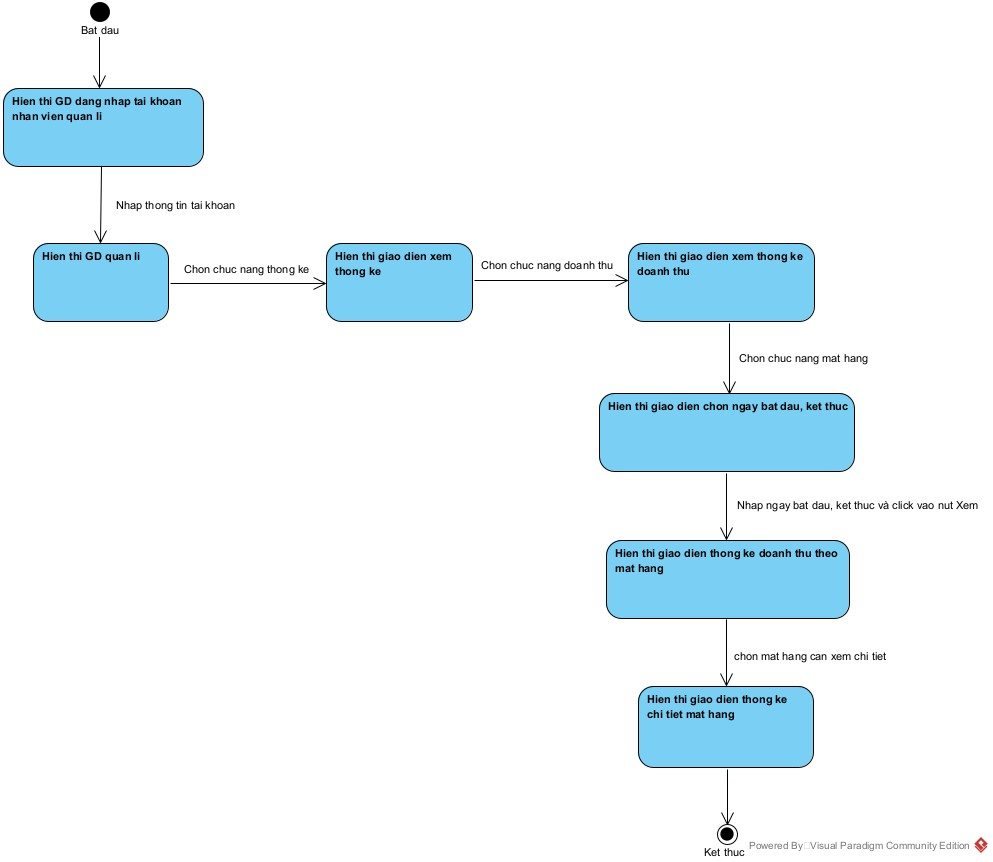 Bat dau
Hien thi GD dang nhap tai khoan
nhan vien quan li
Nhap thong tin tai khoan
Hien thi GD quan li
Chon chuc nang thong ke
Hien thi giao dien xem
thong ke
Chon chuc nang doanh thu
Hien thi giao dien xem thong ke
doanh thu
Chon chuc nang mat hang
Hien thi giao dien chon ngay bat dau, ket thuc
Nhap ngay bat dau, ket thuc và click vao nut Xem
Hien thi giao dien thong ke doanh thu theo
mat hang
chon mat hang can xem chi tiet
Hien thi giao dien thong ke
chi tiet mat hang
Ket thuc
Powered By Visual Paradigm Community Edition